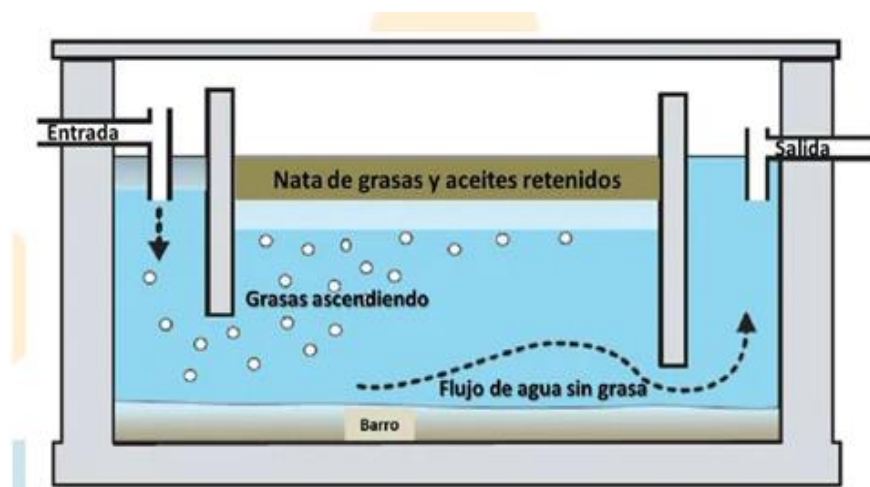 Entrada
Salida
Nata de grasas y aceites retenidos
Grasas ascendiendo
Flujo de agua sin grasa
Barro